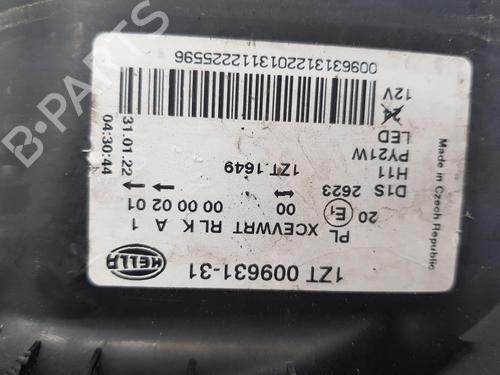 1ZT 009631-31
HELLA
PL XCEVWRT RLK A 1
20 E1
00 00 00 02 01
D1S 2623
H11
1ZT.1649
PY21W
LED
24
12V
31.01.22
04:30:44
Made in Czech Republic
0096313122013112225596
B-PARTS